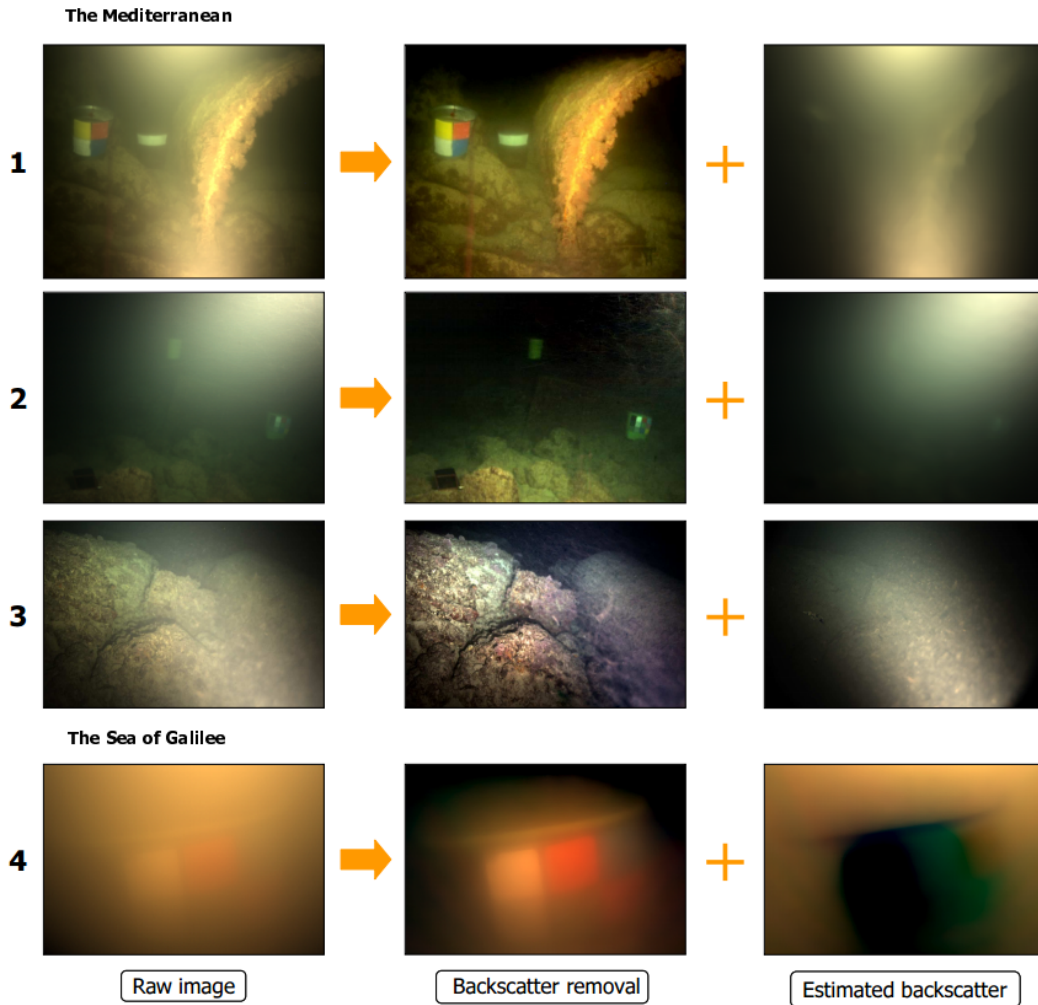 The Mediterranean
1
+
2
+
3
+
The Sea of Galilee
4
+
Raw image
Backscatter removal
Estimated backscatter